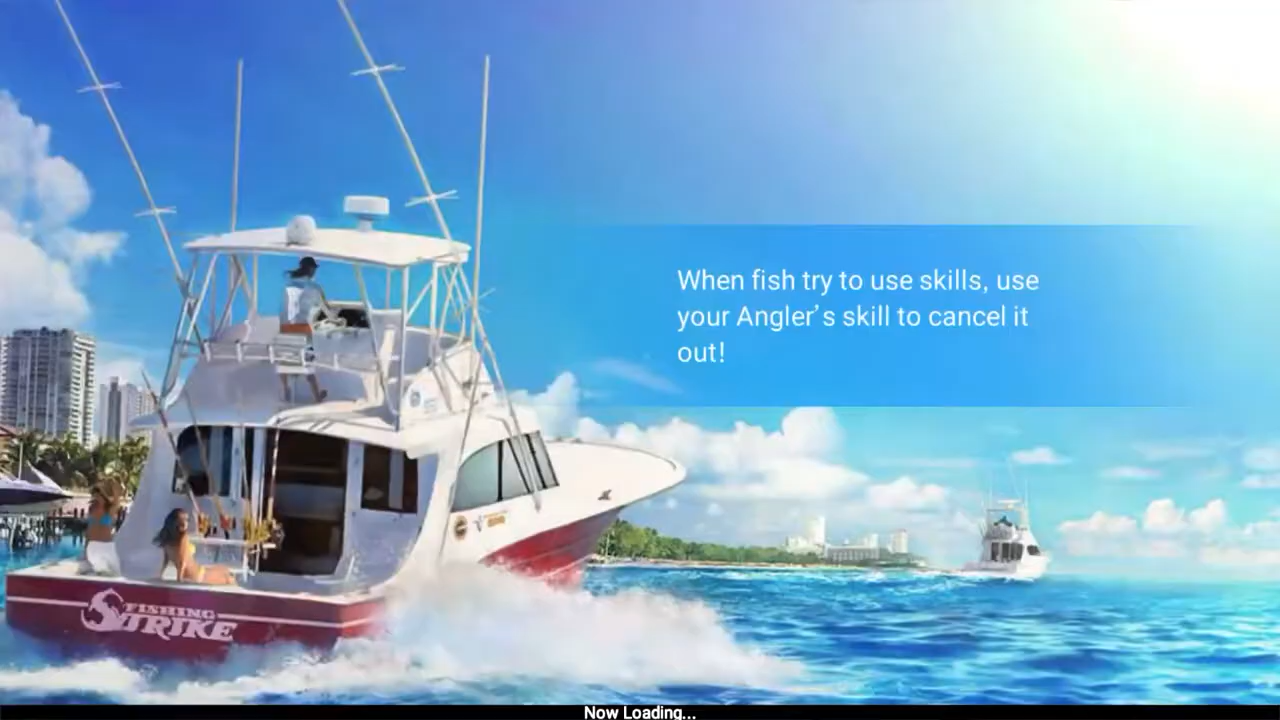 When fish try to use skills, use
your Angler's skill to cancel it
out!
FISHING
STRIKE
Now Loading...